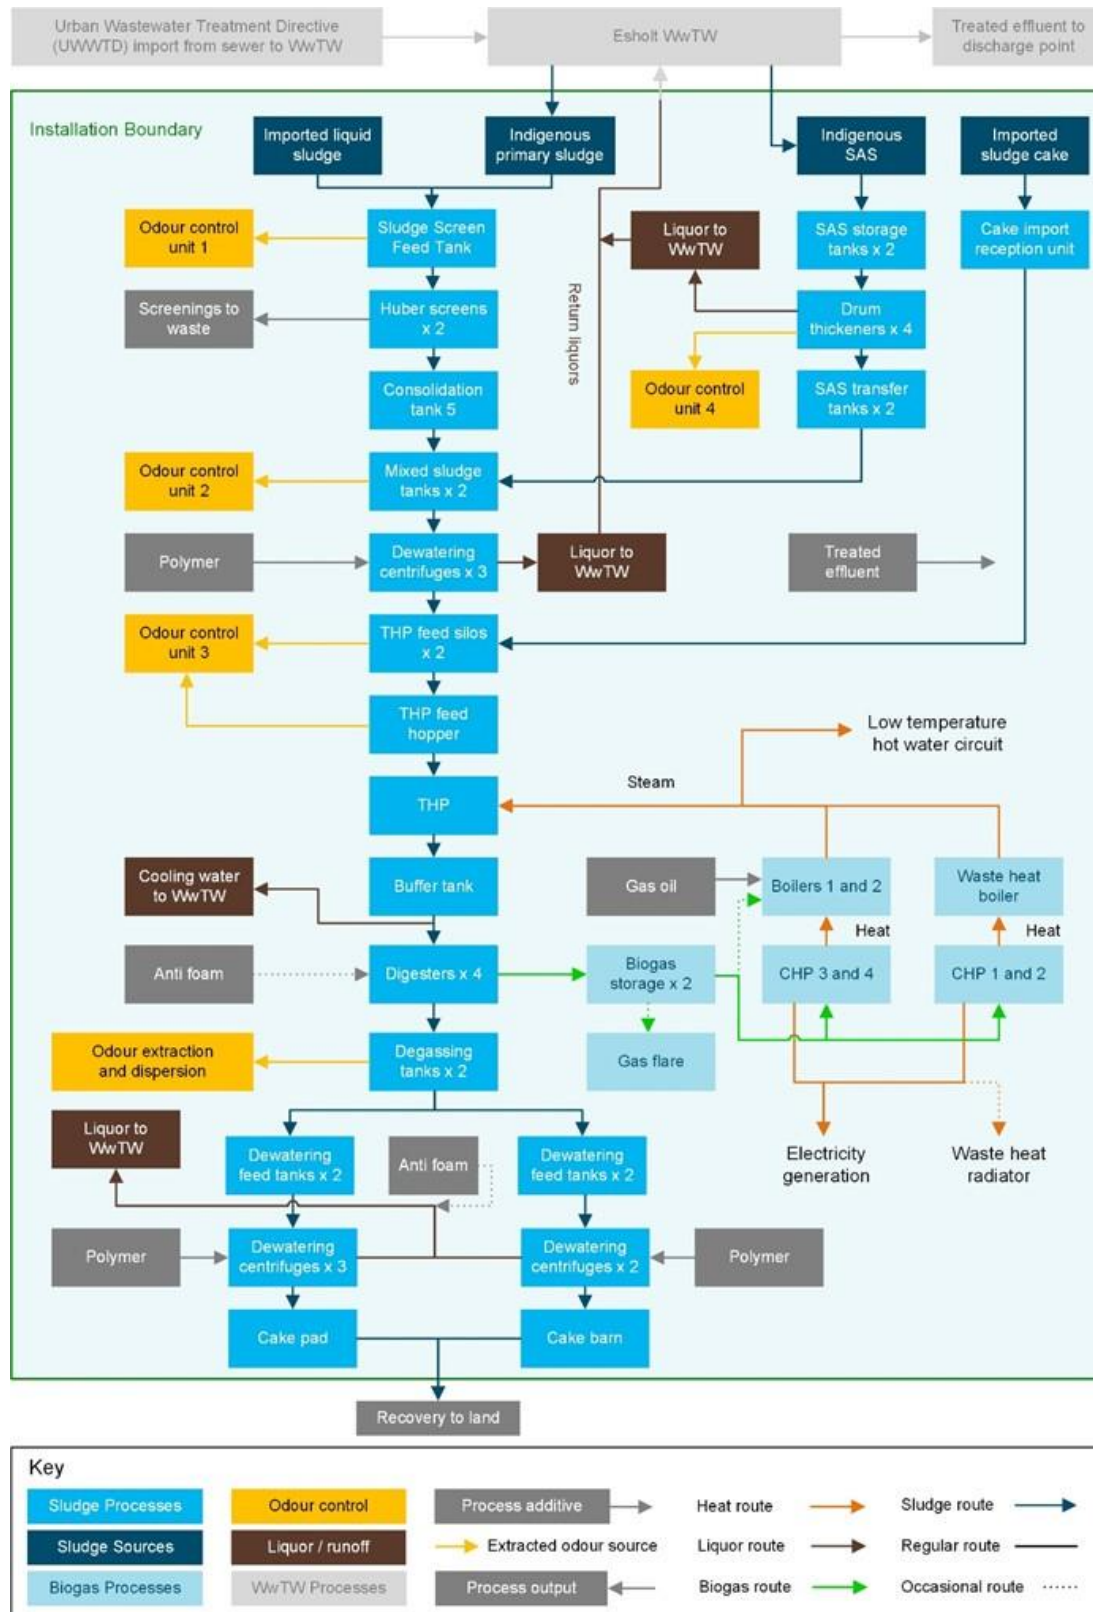 Urban Wastewater Treatment Directive
(UWWTD) import from sewer to WwTW
Esholt WwTW
Treated effluent to
discharge point
Installation Boundary
Imported liquid
sludge
Indigenous
primary sludge
Indigenous
SAS
Imported
sludge cake
Odour control
unit 1
Sludge Screen
Feed Tank
Liquor to
WwTW
SAS storage
tanks x 2
Cake import
reception unit
Screenings to
waste
Huber screens
x 2
Return liquors
Drum
thickeners x 4
Consolidation
tank 5
Odour control
unit 4
SAS transfer
tanks x 2
Odour control
unit 2
Mixed sludge
tanks x 2
Polymer
Dewatering
centrifuges x 3
Liquor to
WwTW
Treated
effluent
Odour control
unit 3
THP feed silos
x 2
THP feed
hopper
Low temperature
hot water circuit
Steam
THP
Cooling water
to WwTW
Buffer tank
Gas oil
Boilers 1 and 2
Waste heat
boiler
Heat
Heat
Anti foam
Digesters x 4
Biogas
storage x 2
CHP 3 and 4
CHP 1 and 2
Odour extraction
and dispersion
Degassing
tanks x 2
Gas flare
Liquor to
WwTW
Dewatering
feed tanks x 2
Anti foam
Dewatering
feed tanks x 2
Electricity
generation
Waste heat
radiator
Polymer
Dewatering
centrifuges x 3
Dewatering
centrifuges x 2
Polymer
Cake pad
Cake barn
Recovery to land
Key
Sludge Processes
Odour control
Process additive
Heat route
Sludge route
Sludge Sources
Liquor / runoff
Extracted odour source
Liquor route
Regular route
Biogas Processes
WwTW Processes
Process output
Biogas route
Occasional route